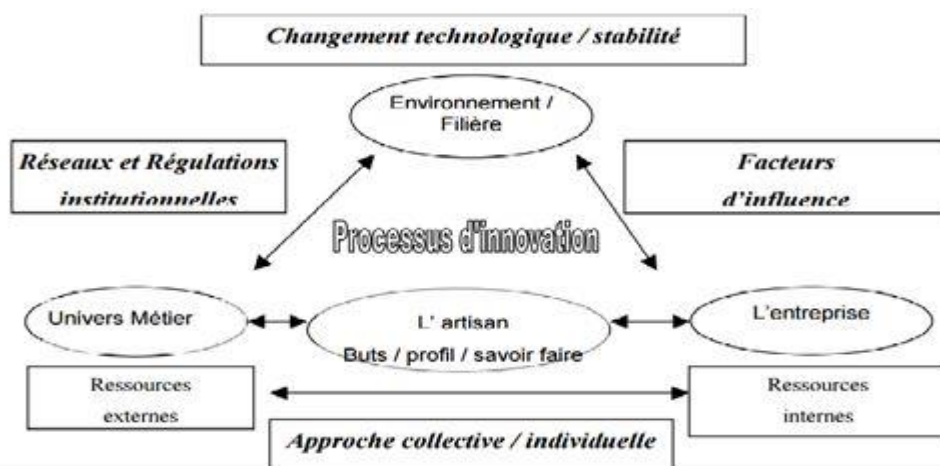 Changement technologique / stabilité
Environnement /
Filière
Réseaux et Régulations
institutionnelles
Facteurs
d'influence
Processus d'innovation
Univers Métier
L' artisan
Buts / profil / savoir faire
L'entreprise
Ressources
externes
Ressources
internes
Approche collective / individuelle